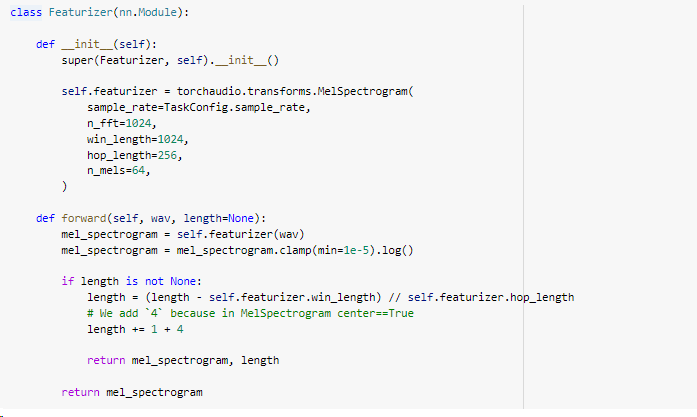 class Featurizer(nn.Module):
    def __init__(self):
        super(Featurizer, self).__init__()
        self.featurizer = torchaudio.transforms.MelSpectrogram(
            sample_rate=TaskConfig.sample_rate,
            n_fft=1024,
            win_length=1024,
            hop_length=256,
            n_mels=64,
        )
    def forward(self, wav, length=None):
        mel_spectrogram = self.featurizer(wav)
        mel_spectrogram = mel_spectrogram.clamp(min=1e-5).log()
        if length is not None:
            length = (length - self.featurizer.win_length) // self.featurizer.hop_length
            # We add `4` because in MelSpectrogram center==True
            length += 1 + 4
            return mel_spectrogram, length
        return mel_spectrogram